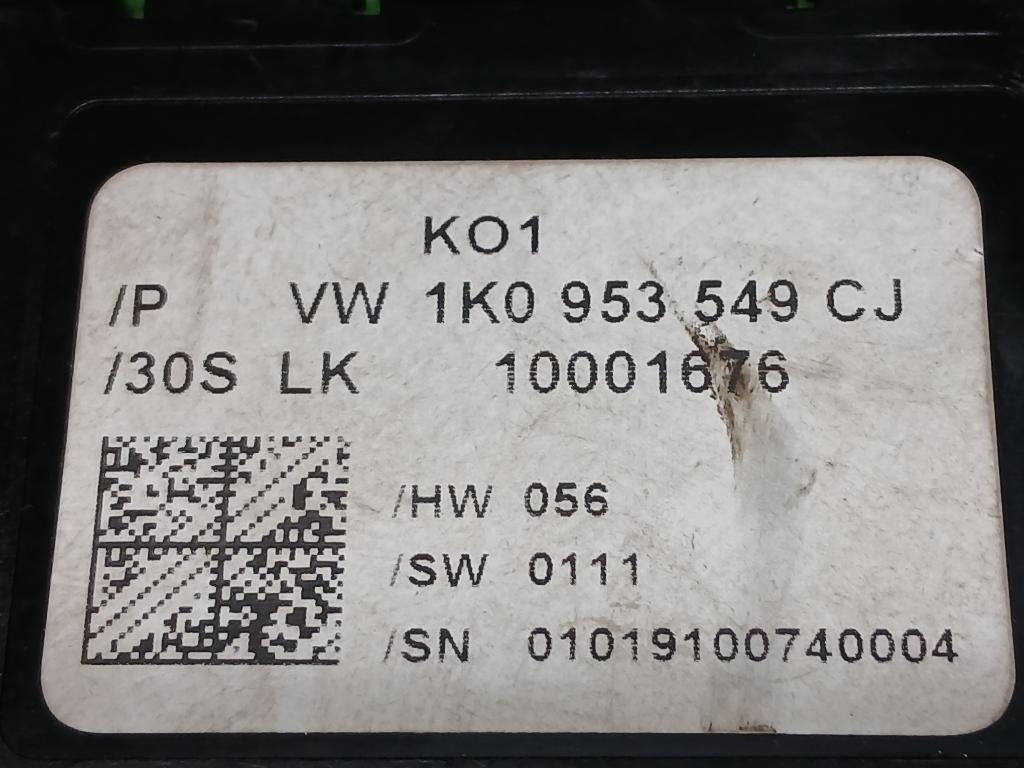 KO1
/P VW 1K0 953 549 CJ
/30S LK 10001676
/HW 056
/SW 0111
/SN 01019100740004